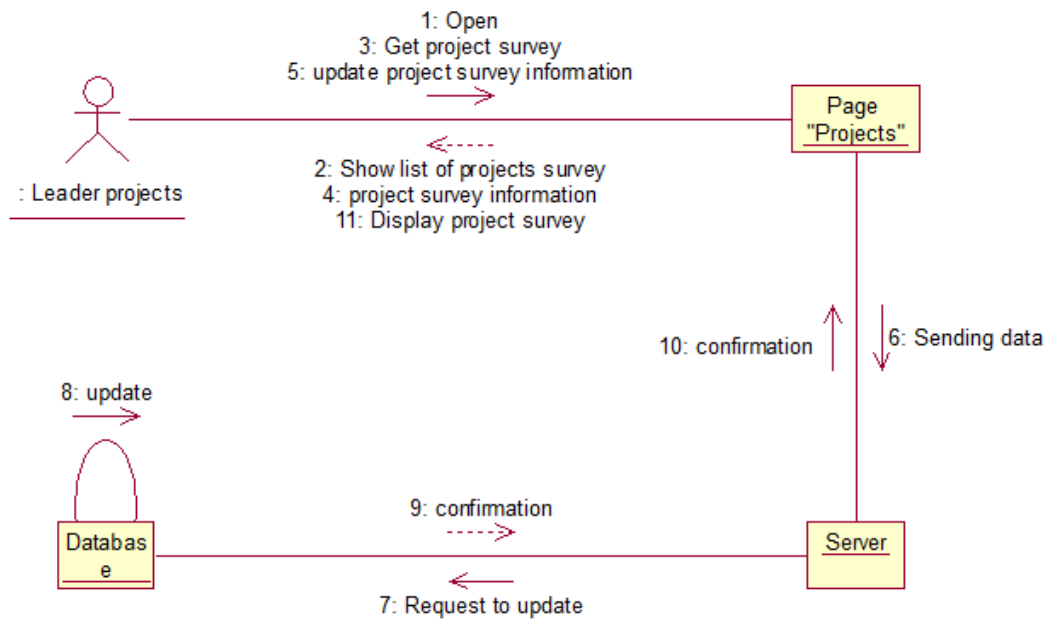 1: Open
3: Get project survey
5: update project survey information
Page
"Projects"
2: Show list of projects survey
4: project survey information
11: Display project survey
: Leader projects
10: confirmation
6: Sending data
8: update
9: confirmation
Databas
e
Server
7: Request to update